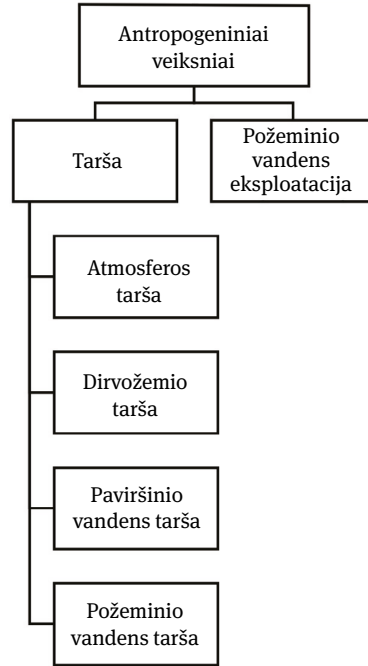 Antropogeniniai
veiksniai
Tarša
Požeminio
vandens
eksploatacija
Atmosferos
tarša
Dirvožemio
tarša
Paviršinio
vandens tarša
Požeminio
vandens tarša